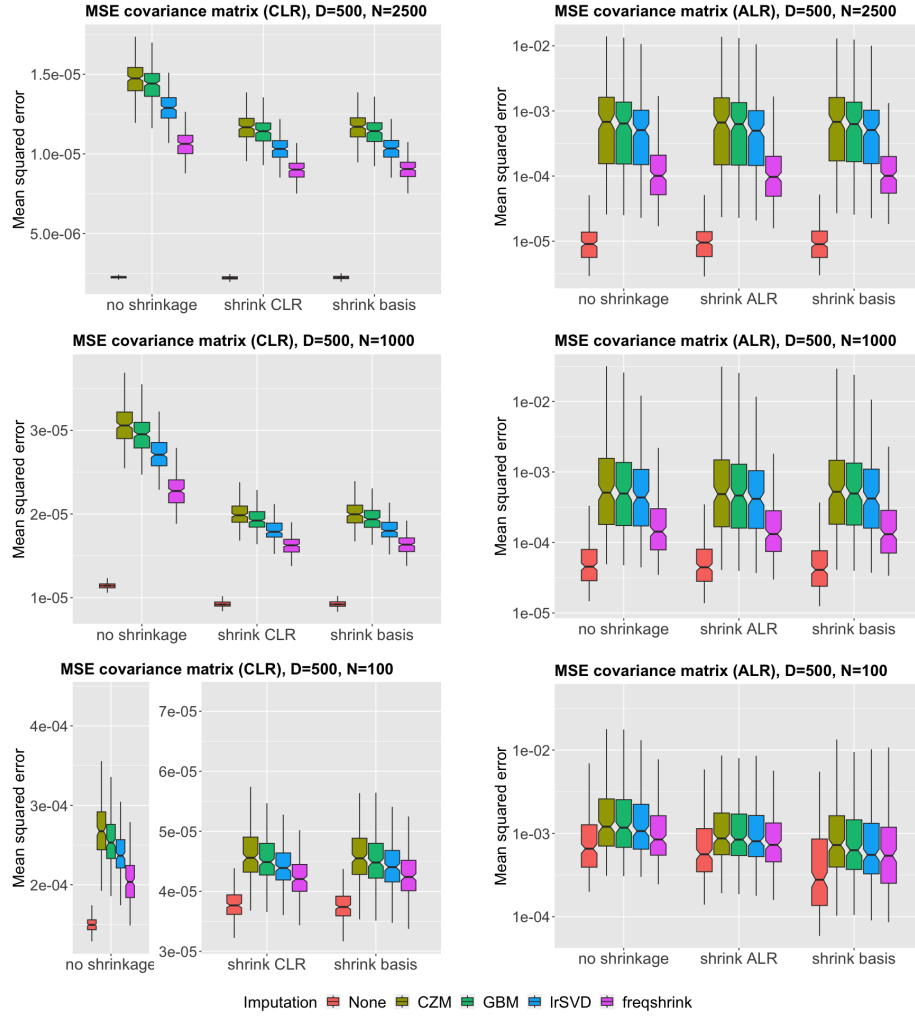 MSE covariance matrix (CLR), D=500, N=2500
Mean squared error
1.5e-05
1.0e-05
5.0e-06
no shrinkage
shrink CLR
shrink basis
MSE covariance matrix (ALR), D=500, N=2500
Mean squared error
1e-02
1e-03
1e-04
1e-05
no shrinkage
shrink ALR
shrink basis
MSE covariance matrix (CLR), D=500, N=1000
Mean squared error
3e-05
2e-05
1e-05
no shrinkage
shrink CLR
shrink basis
MSE covariance matrix (ALR), D=500, N=1000
Mean squared error
1e-02
1e-03
1e-04
1e-05
no shrinkage
shrink ALR
shrink basis
MSE covariance matrix (CLR), D=500, N=100
Mean squared error
4e-04
3e-04
2e-04
no shrinkage
7e-05
6e-05
5e-05
4e-05
3e-05
shrink CLR
shrink basis
MSE covariance matrix (ALR), D=500, N=100
Mean squared error
1e-02
1e-03
1e-04
no shrinkage
shrink ALR
shrink basis
Imputation None CZM GBM lrSVD freqshrink